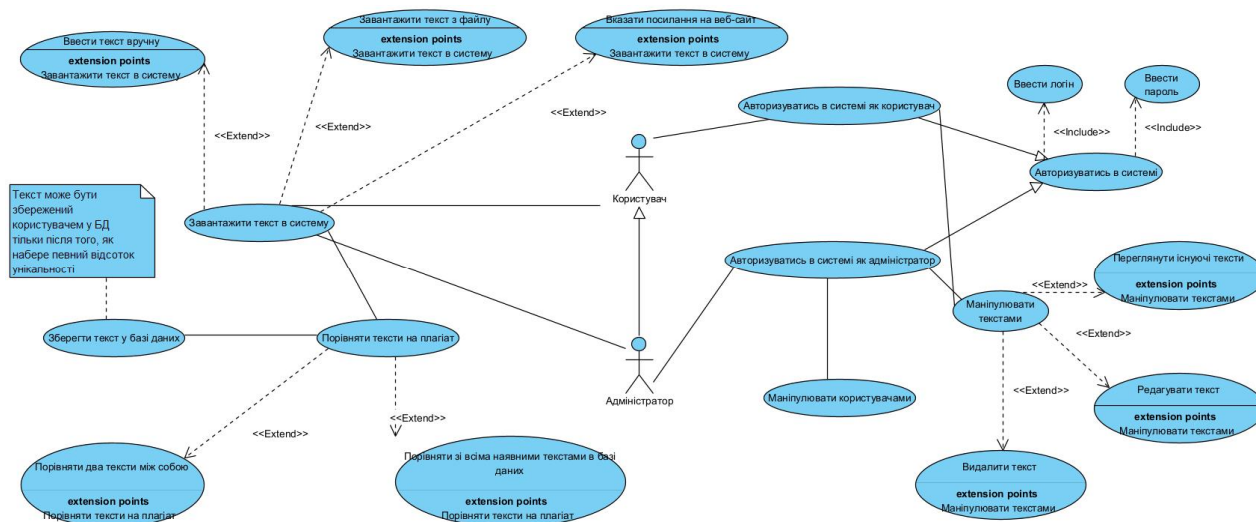 Ввести текст вручну
extension points
Завантажити текст в систему
Завантажити текст з файлу
extension points
Завантажити текст в систему
Вказати посилання на веб-сайт
extension points
Завантажити текст в систему
<<Extend>>
<<Extend>>
<<Extend>>
Авторизуватись в системі як користувач
Ввести логін
Ввести
пароль
<<Include>>
<<Include>>
Авторизуватись в системі
Текст може бути
збережений
користувачем у БД
тільки після того, як
набере певний відсоток
унікальності
Завантажити текст в систему
Користувач
Авторизуватись в системі як адміністратор
Переглянути існуючі тексти
extension points
Маніпулювати текстами
<<Extend>>
Маніпулювати
текстами
Зберегти текст у базі даних
Порівняти тексти на плагіат
<<Extend>>
Адміністратор
Маніпулювати користувачами
<<Extend>>
Редагувати текст
extension points
Маніпулювати текстами
<<Extend>>
<<Extend>>
Порівняти два тексти між собою
extension points
Порівняти тексти на плагіат
Порівняти зі всіма наявними текстами в базі
даних
extension points
Порівняти тексти на плагіат
Видалити текст
extension points
Маніпулювати текстами